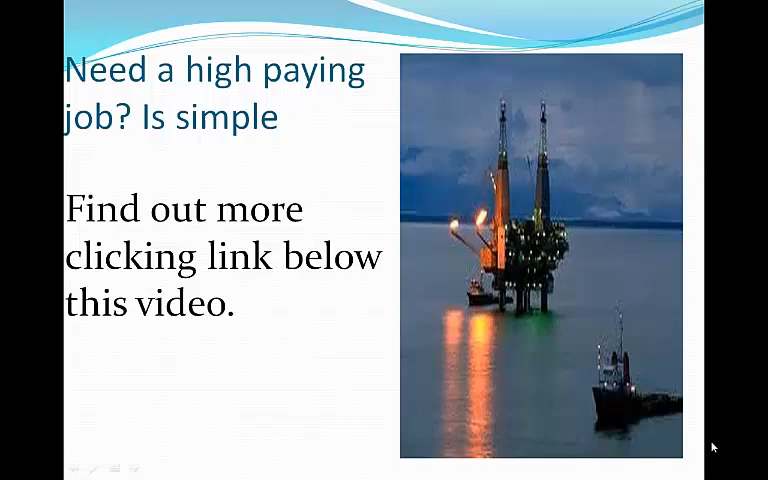 Need a high paying
job? Is simple
Find out more
clicking link below
this video.